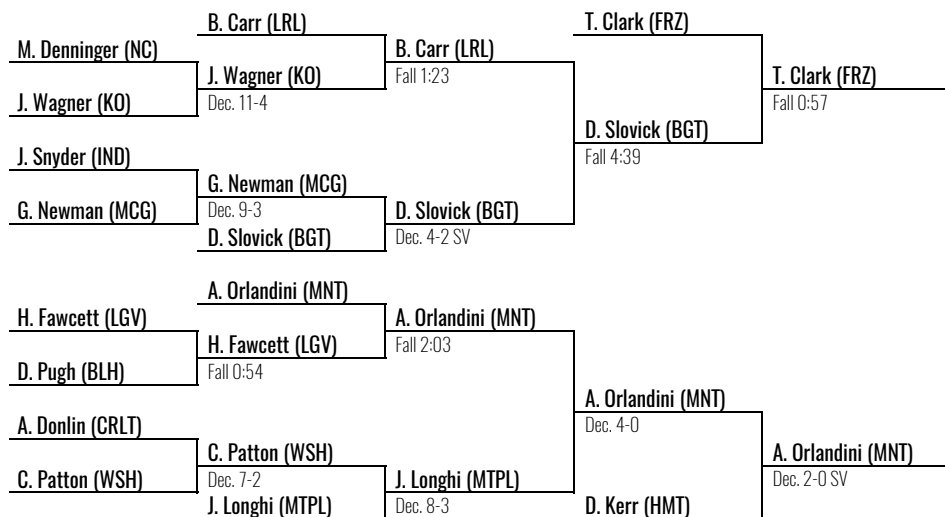 B. Carr (LRL)
T. Clark (FRZ)
M. Denninger (NC)
B. Carr (LRL)
J. Wagner (KO)
Fall 1:23
T. Clark (FRZ)
J. Wagner (KO)
Dec. 11-4
Fall 0:57
D. Slovick (BGT)
J. Snyder (IND)
Fall 4:39
G. Newman (MCG)
G. Newman (MCG)
Dec. 9-3
D. Slovick (BGT)
D. Slovick (BGT)
Dec. 4-2 SV
A. Orlandini (MNT)
H. Fawcett (LGV)
A. Orlandini (MNT)
H. Fawcett (LGV)
Fall 2:03
D. Pugh (BLH)
Fall 0:54
A. Orlandini (MNT)
A. Donlin (CRLT)
Dec. 4-0
C. Patton (WSH)
A. Orlandini (MNT)
C. Patton (WSH)
Dec. 7-2
J. Longhi (MTPL)
Dec. 2-0 SV
J. Longhi (MTPL)
Dec. 8-3
D. Kerr (HMT)